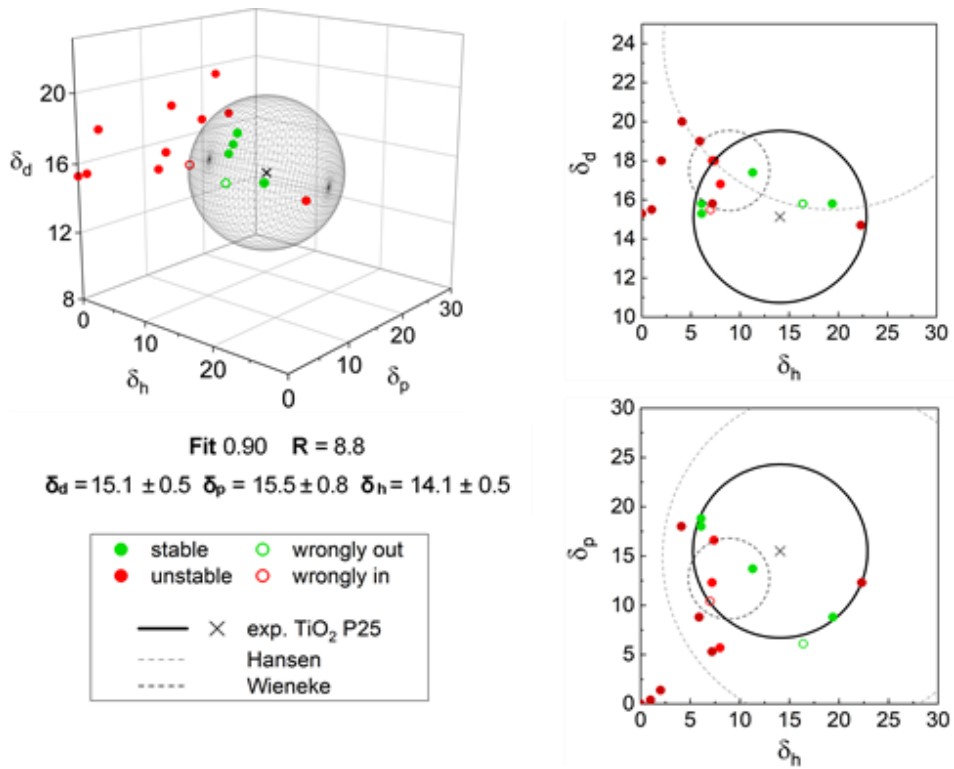 10
20
30
20
16
12
8
δd
0
10
20
δh
0
10
20
30
δp
24
22
20
18
16
14
12
10
δd
0 5 10 15 20 25 30
δh
30
25
20
15
10
5
0
δp
0 5 10 15 20 25 30
δh
Fit 0.90 R = 8.8
δd = 15.1 ± 0.5 δp = 15.5 ± 0.8 δh = 14.1 ± 0.5
stable wrongly out
unstable wrongly in
exp. TiO2 P25
Hansen
Wieneke